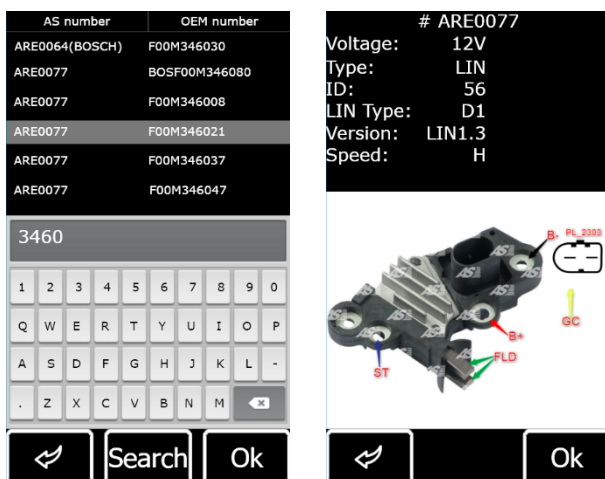 AS number OEM number
ARE0064(BOSCH) F00M346030
ARE0077 BOSF00M346080
ARE0077 F00M346008
ARE0077 F00M346021
ARE0077 F00M346037
ARE0077 F00M346047
3460
1 2 3 4 5 6 7 8 9 0
Q W E R T Y U I O P
A S D F G H J K L -
. Z X C V B N M
Search Ok
# ARE0077
Voltage: 12V
Type: LIN
ID: 56
LIN Type: D1
Version: LIN1.3
Speed: H
B- PL_2303
GC
B+
FLD
ST
AS
Ok